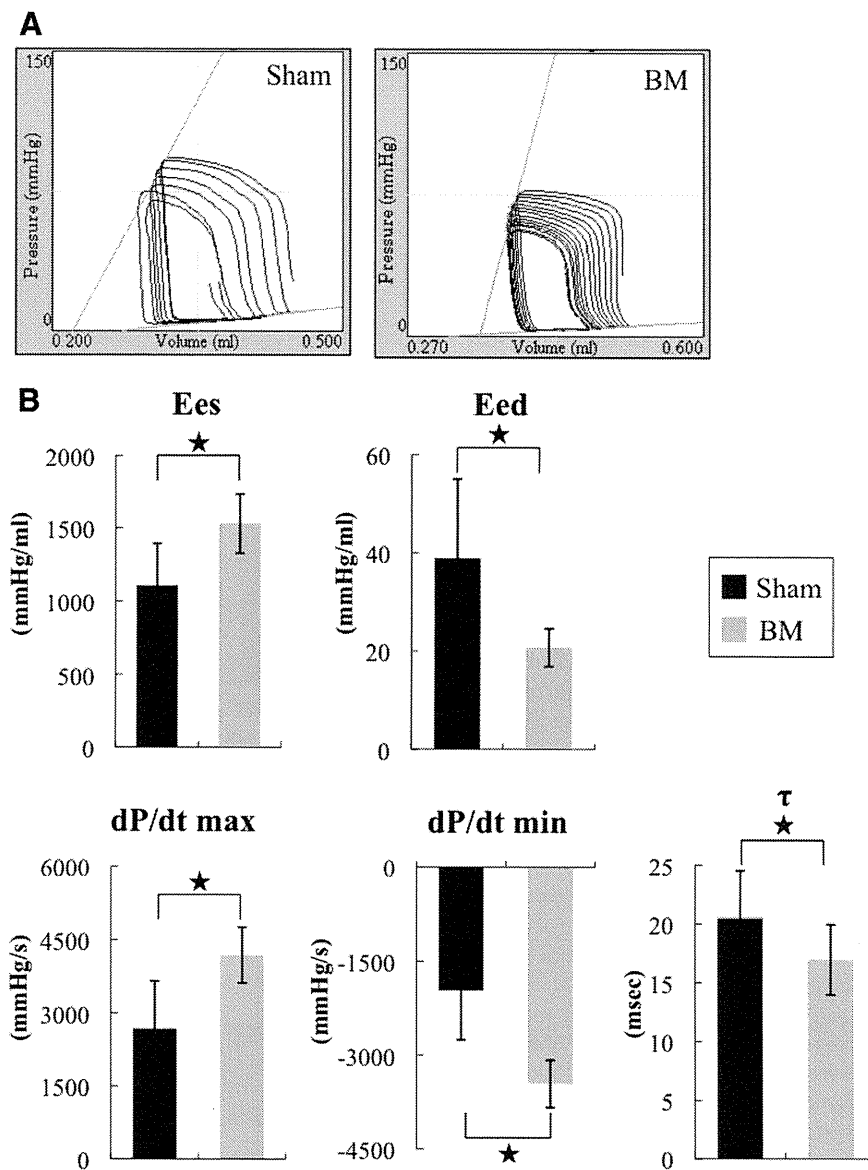 A
150
Sham
Pressure (mmHg)
0
0.200
Volume (ml)
0.500
150
BM
Pressure (mmHg)
0
0.270
Volume (ml)
0.600
B
Ees
★
2000
1500
1000
500
0
(mmHg/ml)
Eed
★
60
40
20
0
(mmHg/ml)
Sham
BM
dP/dt max
★
6000
4500
3000
1500
0
(mmHg/s)
dP/dt min
0
-1500
-3000
-4500
(mmHg/s)
★
τ
★
25
20
15
10
5
0
(msec)